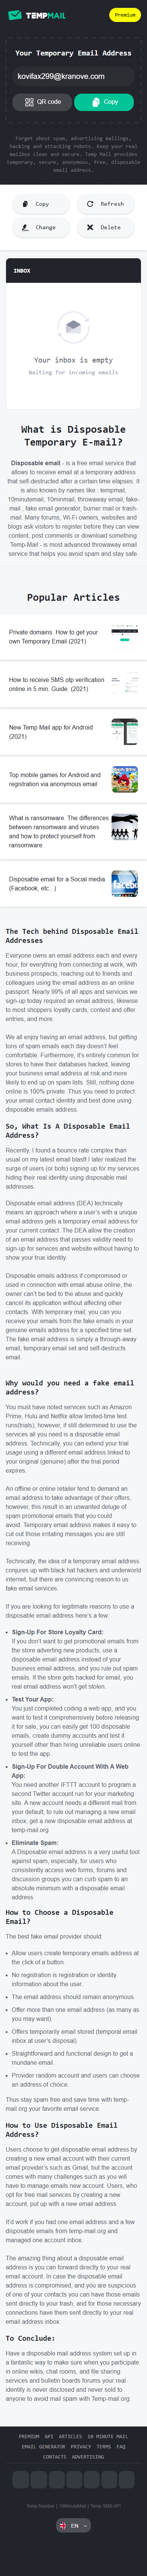 TEMPMAIL
Premium
Your Temporary Email Address
kovifax299@kranove.com
QR code
Copy
Forget about spam, advertising mailings,
hacking and attacking robots. Keep your real
mailbox clean and secure. Temp Mail provides
temporary, secure, anonymous, free, disposable
email address.
Copy
Refresh
Change
Delete
INBOX
Your inbox is empty
Waiting for incoming emails
What is Disposable
Temporary E-mail?
Disposable email - is a free email service that
allows to receive email at a temporary address
that self-destructed after a certain time elapses. It
is also known by names like : tempmail,
10minutemail, 10minmail, throwaway email, fake-
mail , fake email generator, burner mail or trash-
mail. Many forums, Wi-Fi owners, websites and
blogs ask visitors to register before they can view
content, post comments or download something.
Temp-Mail - is most advanced throwaway email
service that helps you avoid spam and stay safe
Popular Articles
Private domains. How to get your
own Temporary Email (2021)
How to receive SMS otp verification
online in 5 min. Guide. (2021)
New Temp Mail app for Android
(2021)
Top mobile games for Android and
registration via anonymous email
What is ransomware. The differences
between ransomware and viruses
and how to protect yourself from
ransomware
Disposable email for a Social media
(Facebook, etc...)
The Tech behind Disposable Email
Addresses
Everyone owns an email address each and every
hour, for everything from connecting at work, with
business prospects, reaching out to friends and
colleagues using the email address as an online
passport. Nearly 99% of all apps and services we
sign-up today required an email address, likewise
to most shoppers loyalty cards, contest and offer
entries, and more.
We all enjoy having an email address, but getting
tons of spam emails each day doesn't feel
comfortable. Furthermore, it's entirely common for
stores to have their databases hacked, leaving
your business email address at risk and more
likely to end up on spam lists. Still, nothing done
online is 100% private. Thus you need to protect
your email contact identity and best done using
disposable emails address.
So, What Is A Disposable Email
Address?
Recently, I found a bounce rate complex than
usual on my latest email blasts! I later realized the
surge of users (or bots) signing up for my services
hiding their real identity using disposable mail
addresses.
Disposable email address (DEA) technically
means an approach where a user's with a unique
email address gets a temporary email address for
your current contact. The DEA allow the creation
of an email address that passes validity need to
sign-up for services and website without having to
show your true identity.
Disposable emails address if compromised or
used in connection with email abuse online, the
owner can't be tied to the abuse and quickly
cancel its application without affecting other
contacts. With temporary mail, you can you
receive your emails from the fake emails in your
genuine emails address for a specified time set.
The fake email address is simply a through-away
email, temporary email set and self-destructs
email.
Why would you need a fake email
address?
You must have noted services such as Amazon
Prime, Hulu and Netflix allow limited-time test
runs(trials), however, if still determined to use the
services all you need is a disposable email
address. Technically, you can extend your trial
usage using a different email address linked to
your original (genuine) after the trial period
expires.
An offline or online retailer tend to demand an
email address to take advantage of their offers,
however, this result in an unwanted deluge of
spam promotional emails that you could
avoid. Temporary email address makes it easy to
cut out those irritating messages you are still
receiving.
Technically, the idea of a temporary email address
conjures up with black hat hackers and underworld
internet, but there are convincing reason to use
fake email services.
If you are looking for legitimate reasons to use a
disposable email address here's a few:
Sign-Up For Store Loyalty Card:
If you don't want to get promotional emails from
the store adverting new products, use a
disposable email address instead of your
business email address, and you rule out spam
emails. If the store gets hacked for email, you
real email address won't get stolen.
Test Your App:
You just completed coding a web app, and you
want to test it comprehensively before releasing
it for sale, you can easily get 100 disposable
emails, create dummy accounts and test it
yourself other than hiring unreliable users online
to test the app.
Sign-Up For Double Account With A Web
App:
You need another IFTTT account to program a
second Twitter account run for your marketing
site. A new account needs a different mail from
your default, to rule out managing a new email
inbox, get a new disposable email address at
temp-mail.org
Eliminate Spam:
A Disposable email address is a very useful tool
against spam, especially, for users who
consistently access web forms, forums and
discussion groups you can curb spam to an
absolute minimum with a disposable email
address.
How to Choose a Disposable
Email?
The best fake email provider should:
Allow users create temporary emails address at
the click of a button.
No registration is registration or identity
information about the user.
The email address should remain anonymous.
Offer more than one email address (as many as
you may want).
Offers temporarily email stored (temporal email
inbox at user's disposal).
Straightforward and functional design to get a
mundane email.
Provider random account and users can choose
an address of choice.
Thus stay spam free and save time with temp-
mail.org your favorite email service.
How to Use Disposable Email
Address?
Users choose to get disposable email address by
creating a new email account with their current
email provider's such as Gmail, but the account
comes with many challenges such as you will
have to manage emails new account. Users, who
opt for free mail services by creating a new
account, put up with a new email address.
It'd work if you had one email address and a few
disposable emails from temp-mail.org and
managed one account inbox.
The amazing thing about a disposable email
address is you can forward it directly to your real
email account. In case the disposable email
address is compromised, and you are suspicious
of one of your contacts you can have those emails
sent directly to the trash, and for those necessary
connections have them sent directly to your real
email address inbox.
To Conclude:
Have a disposable mail address system set up in
a fantastic way to make sure when you participate
in online wikis, chat rooms, and file sharing
services and bulletin boards forums your real
identity is never disclosed and never sold to
anyone to avoid mail spam with Temp-mail.org.
PREMIUM API ARTICLES 10 MINUTE MAIL
EMAIL GENERATOR PRIVACY TERMS FAQ
CONTACTS ADVERTISING
Temp Number | 10MinuteMail | Temp SMS API
EN